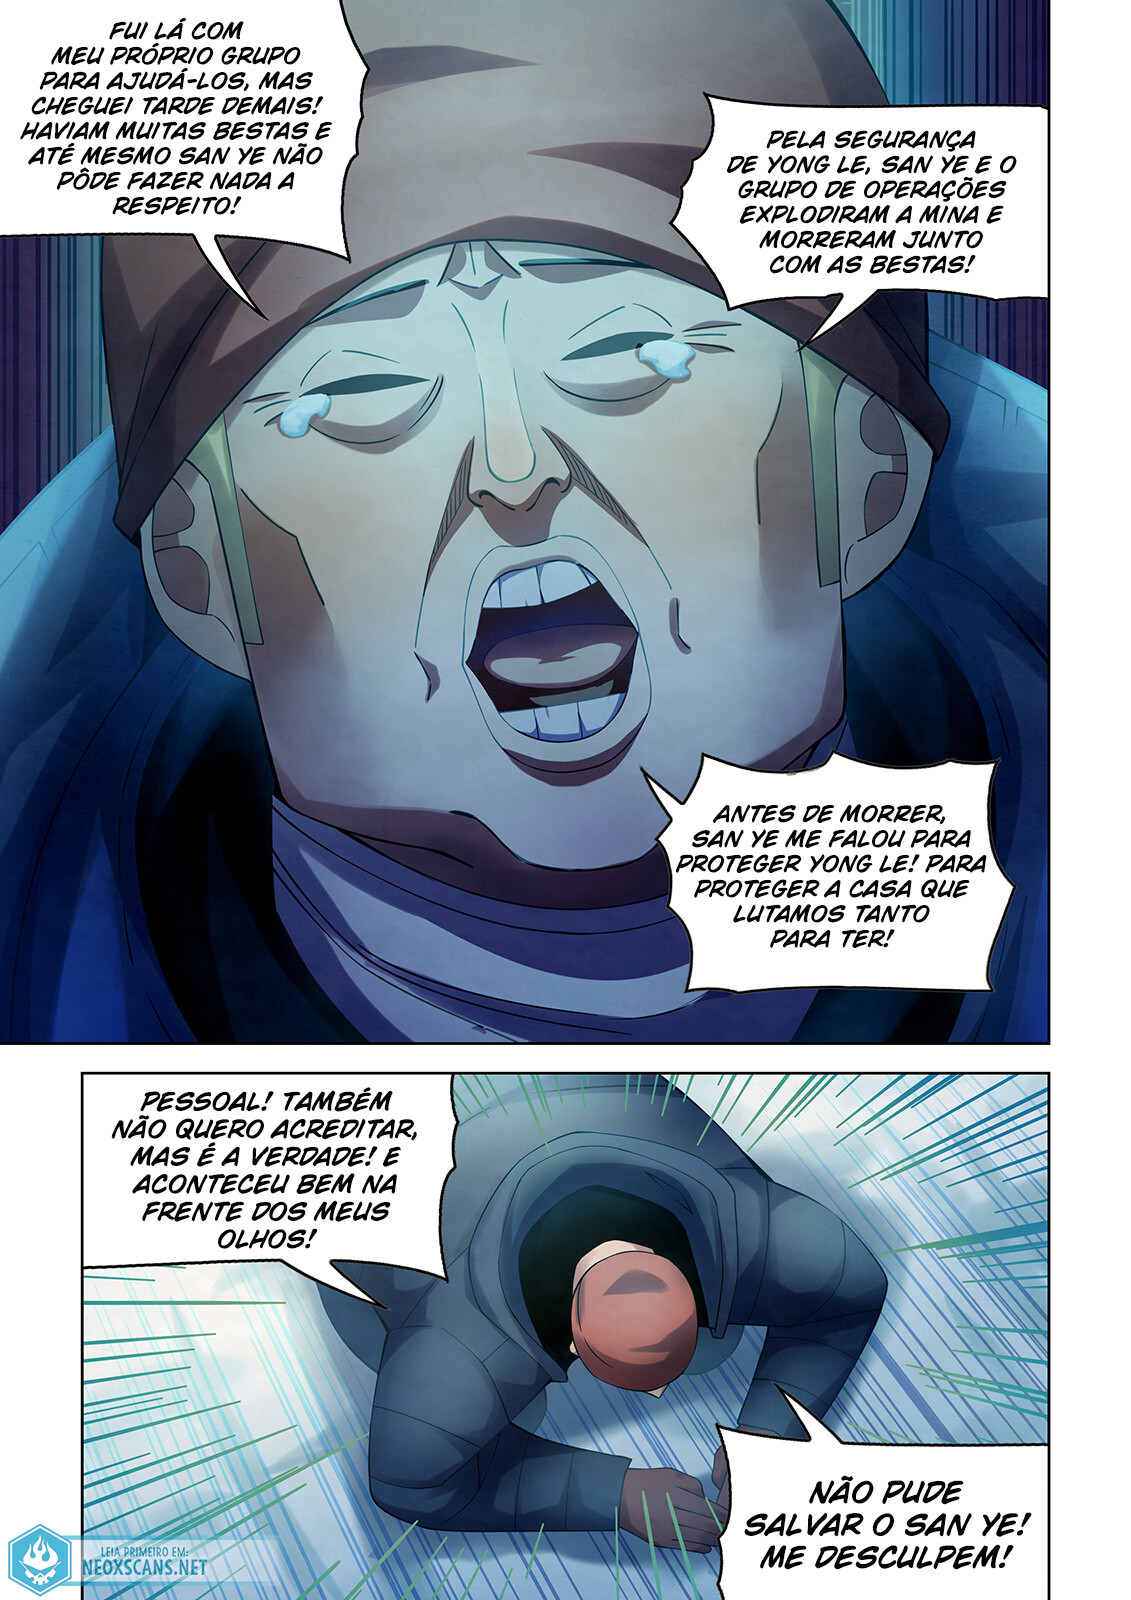 FUI LÁ COM
MEU PRÓPRIO GRUPO
PARA AJUDÁ-LOS, MAS
CHEGUEI TARDE DEMAIS!
HAVIAM MUITAS BESTAS E
ATÉ MESMO SAN YE NÃO
PÔDE FAZER NADA A
RESPEITO!
PELA SEGURANÇA
DE YONG LE, SAN YE E O
GRUPO DE OPERAÇÕES
EXPLODIRAM A MINA E
MORRERAM JUNTO
COM AS BESTAS!
ANTES DE MORRER,
SAN YE ME FALOU PARA
PROTEGER YONG LE! PARA
PROTEGER A CASA QUE
LUTAMOS TANTO
PARA TER!
PESSOAL! TAMBÉM
NÃO QUERO ACREDITAR,
MAS É A VERDADE! E
ACONTECEU BEM NA
FRENTE DOS MEUS
OLHOS!
NÃO PUDE
SALVAR O SAN YE!
ME DESCULPEM!
LEIA PRIMEIRO EM:
NEOXSCANS.NET